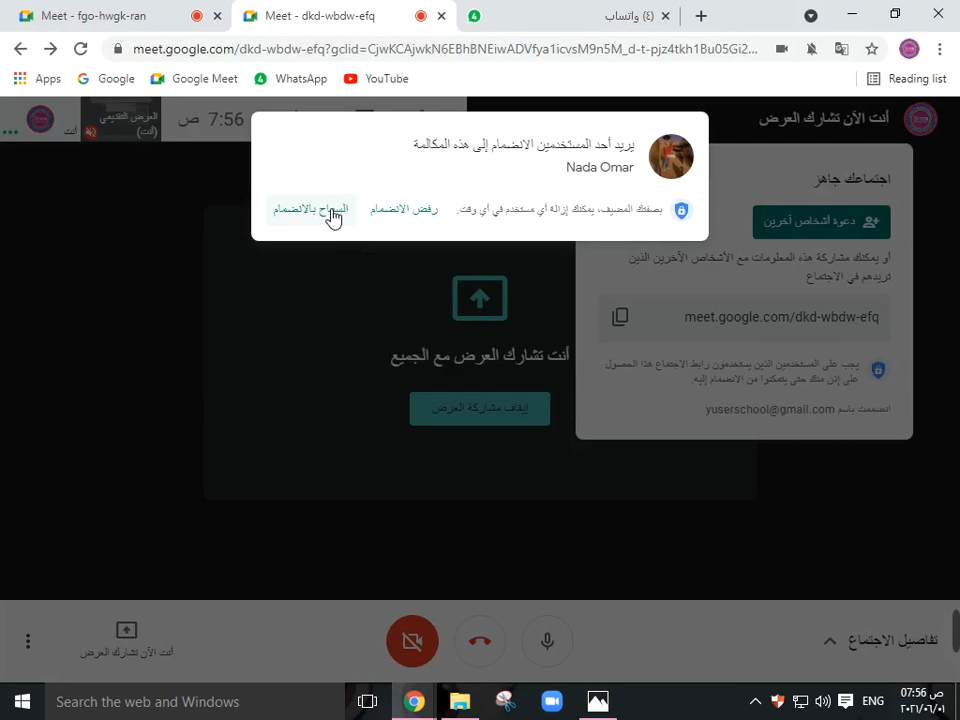 Meet - fgo-hwgk-ran
Meet - dkd-wbdw-efq
(٤) واتساب
meet.google.com/dkd-wbdw-efq?gclid=CjwKCAjwkN6EBhBNEiwADVfya1icvsM9n5M_d-t-pjz4tkh1Bu05Gi2...
Apps
Google
Google Meet
WhatsApp
YouTube
Reading list
أنت الآن تشارك العرض
7:56 ص
العرض التقديمي
(أنت)
أنت
يريد أحد المستخدمين الانضمام إلى هذه المكالمة
Nada Omar
بصفتك المضيف، يمكنك إزالة أي مستخدم في أي وقت.
رفض الانضمام
السماح بالانضمام
اجتماعك جاهز
دعوة أشخاص آخرين
أو يمكنك مشاركة هذه المعلومات مع الأشخاص الآخرين الذين
تريدهم في الاجتماع
meet.google.com/dkd-wbdw-efq
يجب على المستخدمين الذين يستخدمون رابط الاجتماع هذا الحصول
على إذن منك حتى يتمكنوا من الانضمام إليه.
انضممت باسم yuserschool@gmail.com
أنت تشارك العرض مع الجميع
إيقاف مشاركة العرض
تفاصيل الاجتماع
أنت الآن تشارك العرض
Search the web and Windows
ENG
07:56 ص
٢٠٢١/٠٦/٠١